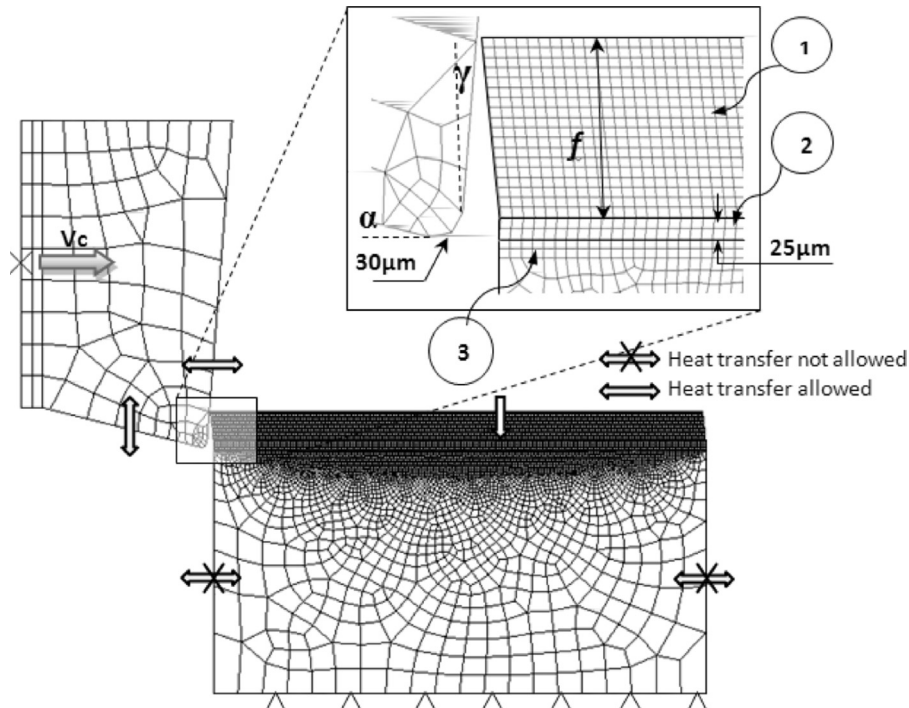 1
γ
f
2
α
Vc
30µm
25µm
3
Heat transfer not allowed
Heat transfer allowed